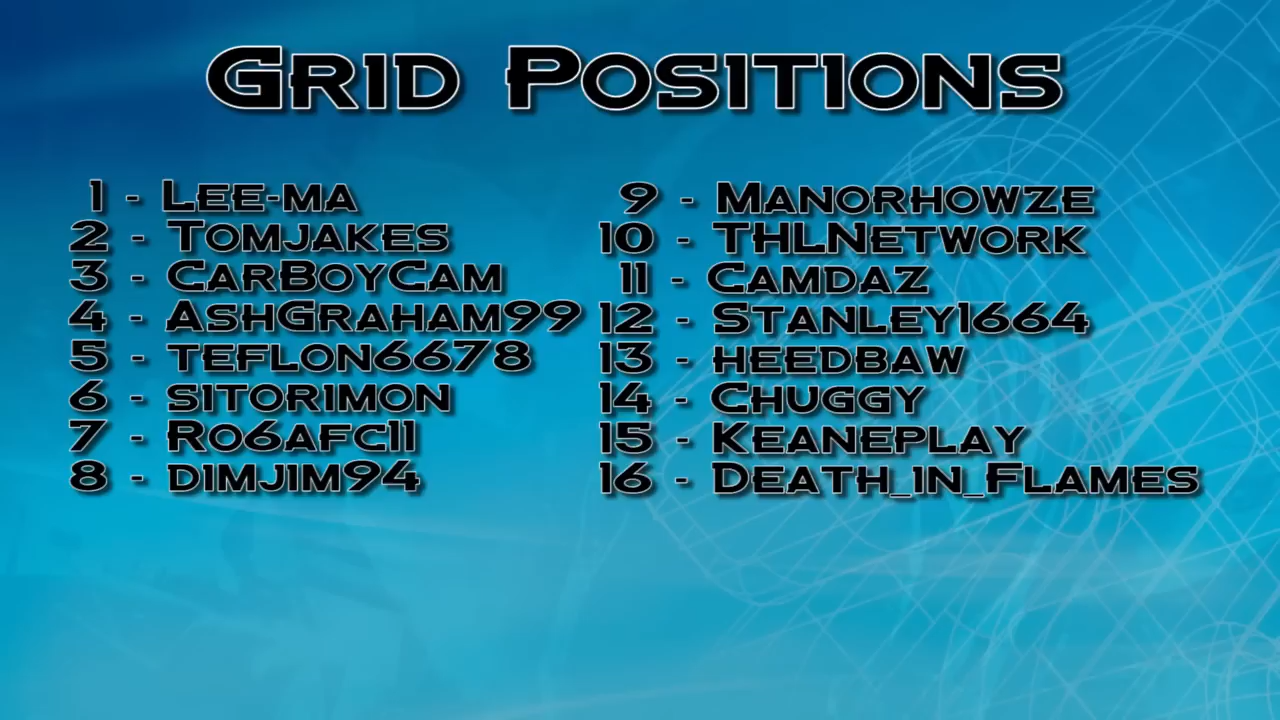 Grid Positions
1 - Lee-ma
2 - Tomjakes
3 - CarBoyCam
4 - AshGraham99
5 - teflon6678
6 - sitorimon
7 - Ro6afc11
8 - dimjim94
9 - Manorhowze
10 - THLNetwork
11 - Camdaz
12 - Stanley1664
13 - heedbaw
14 - Chuggy
15 - Keaneplay
16 - Death_in_Flames